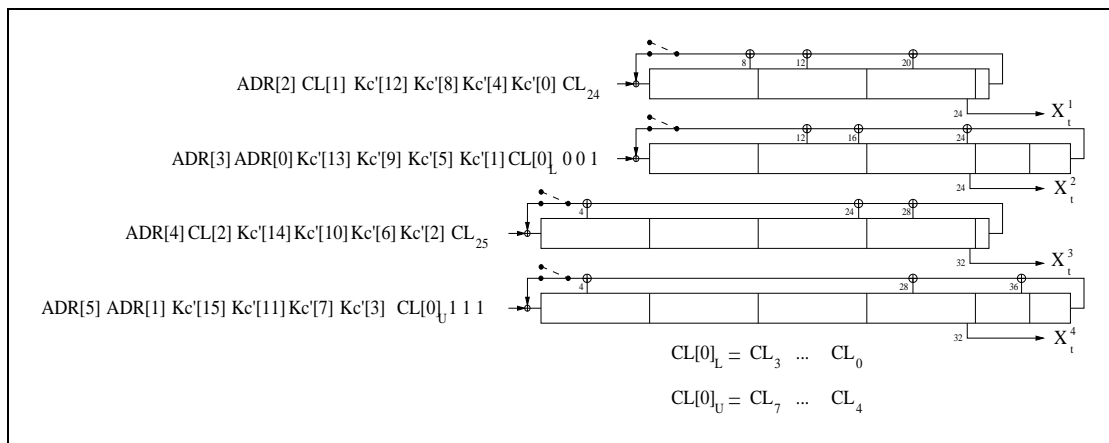 8 12 20
ADR[2] CL[1] Kc'[12] Kc'[8] Kc'[4] Kc'[0] CL24
24 X1t
12 16 24
ADR[3] ADR[0] Kc'[13] Kc'[9] Kc'[5] Kc'[1] CL[0]L 0 0 1
24 X2t
4 24 28
ADR[4] CL[2] Kc'[14] Kc'[10] Kc'[6] Kc'[2] CL25
32 X3t
4 28 36
ADR[5] ADR[1] Kc'[15] Kc'[11] Kc'[7] Kc'[3] CL[0]U 1 1 1
32 X4t
CL[0]L = CL3 ... CL0
CL[0]U = CL7 ... CL4